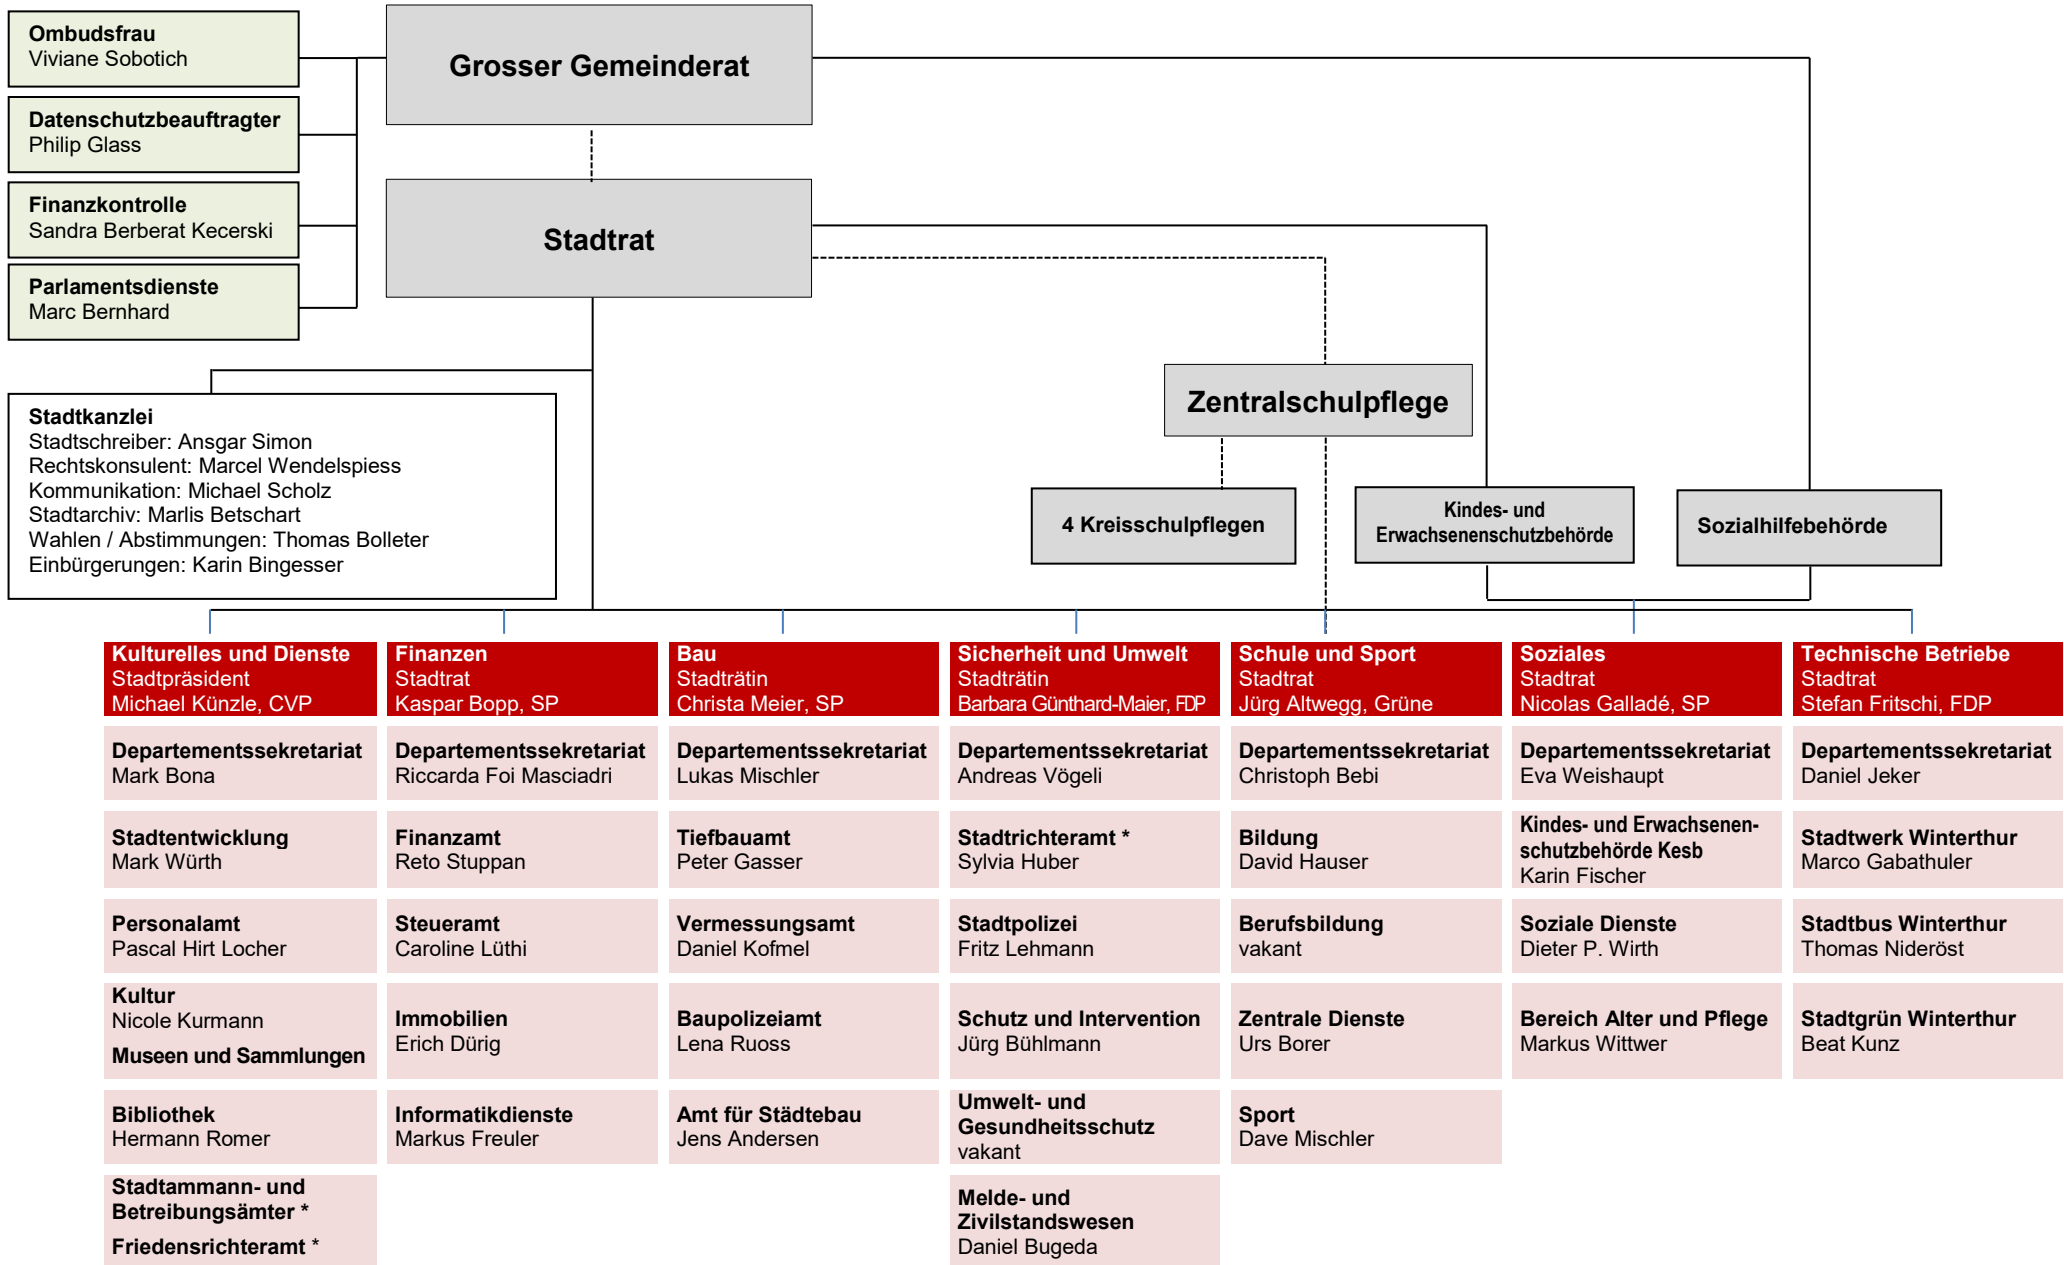 Ombudsfrau
Viviane Sobotich
Datenschutzbeauftragter
Philip Glass
Finanzkontrolle
Sandra Berberat Kecerski
Parlamentsdienste
Marc Bernhard
Grosser Gemeinderat
Stadtrat
Stadtkanzlei
Stadtschreiber: Ansgar Simon
Rechtskonsulent: Marcel Wendelspiess
Kommunikation: Michael Scholz
Stadtarchiv: Marlis Betschart
Wahlen / Abstimmungen: Thomas Bolleter
Einbürgerungen: Karin Bingesser
Zentralschulpflege
4 Kreisschulpflegen
Kindes- und
Erwachsenenschutzbehörde
Sozialhilfebehörde
Kulturelles und Dienste
Stadtpräsident
Michael Künzle, CVP
Departementssekretariat
Mark Bona
Stadtentwicklung
Mark Würth
Personalamt
Pascal Hirt Locher
Kultur
Nicole Kurmann
Museen und Sammlungen
Bibliothek
Hermann Romer
Stadtammann- und
Betreibungsämter *
Friedensrichteramt *
Finanzen
Stadtrat
Kaspar Bopp, SP
Departementssekretariat
Riccarda Foi Masciadri
Finanzamt
Reto Stuppan
Steueramt
Caroline Lüthi
Immobilien
Erich Dürig
Informatikdienste
Markus Freuler
Bau
Stadträtin
Christa Meier, SP
Departementssekretariat
Lukas Mischler
Tiefbauamt
Peter Gasser
Vermessungsamt
Daniel Kofmel
Baupolizeiamt
Lena Ruoss
Amt für Städtebau
Jens Andersen
Sicherheit und Umwelt
Stadträtin
Barbara Günthard-Maier, FDP
Departementssekretariat
Andreas Vögeli
Stadtrichteramt *
Sylvia Huber
Stadtpolizei
Fritz Lehmann
Schutz und Intervention
Jürg Bühlmann
Umwelt- und
Gesundheitsschutz
vakant
Melde- und
Zivilstandswesen
Daniel Bugeda
Schule und Sport
Stadtrat
Jürg Altwegg, Grüne
Departementssekretariat
Christoph Bebi
Bildung
David Hauser
Berufsbildung
vakant
Zentrale Dienste
Urs Borer
Sport
Dave Mischler
Soziales
Stadtrat
Nicolas Galladé, SP
Departementssekretariat
Eva Weishaupt
Kindes- und Erwachsenen-
schutzbehörde Kesb
Karin Fischer
Soziale Dienste
Dieter P. Wirth
Bereich Alter und Pflege
Markus Wittwer
Technische Betriebe
Stadtrat
Stefan Fritschi, FDP
Departementssekretariat
Daniel Jeker
Stadtwerk Winterthur
Marco Gabathuler
Stadtbus Winterthur
Thomas Nideröst
Stadtgrün Winterthur
Beat Kunz